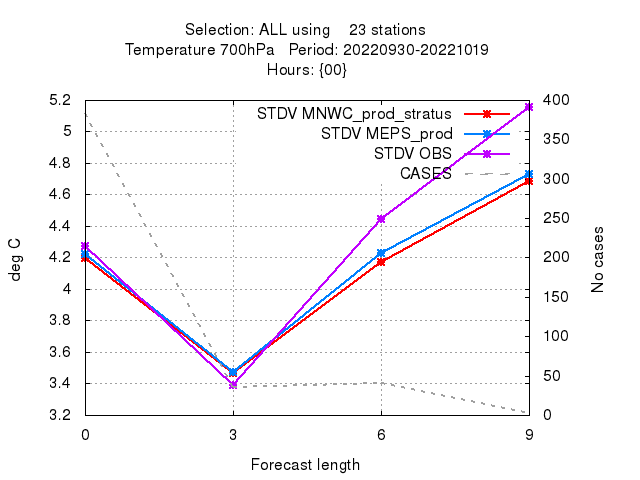 Selection: ALL using    23 stations
Temperature 700hPa   Period: 20220930-20221019
Hours: {00}
5.2 400
STDV MNWC_prod_stratus
5 350
STDV MEPS_prod
STDV OBS
4.8
CASES 300
4.6
4.4 250
4.2 200
deg C
No cases
4 150
3.8
3.6 100
3.4 50
3.2 0
0 3 6 9
Forecast length